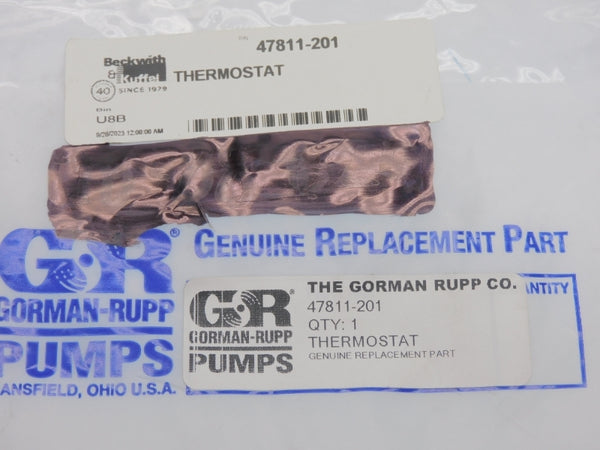 47811-201
Beckwith
& Kuffel
40 SINCE 1979
THERMOSTAT
Bin
U8B
9/28/2023 12:00:00 AM
GR®
GORMAN-RUPP
PUMPS
ANSFIELD, OHIO U.S.A.
GENUINE REPLACEMENT PART
ANTITY
GR®
GORMAN-RUPP
PUMPS
THE GORMAN RUPP CO.
47811-201
QTY: 1
THERMOSTAT
GENUINE REPLACEMENT PART